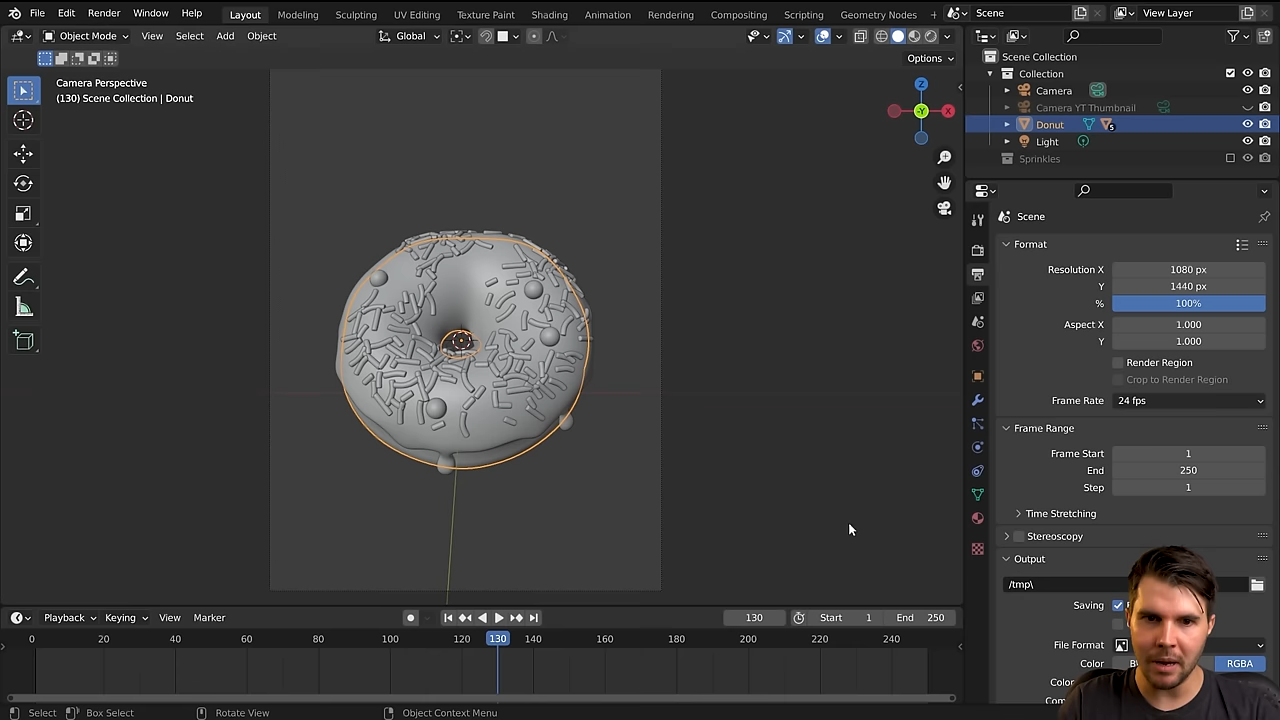 File Edit Render Window Help Layout Modeling Sculpting UV Editing Texture Paint Shading Animation Rendering Compositing Scripting Geometry Nodes + Scene View Layer
Object Mode View Select Add Object Global
Options
Camera Perspective
(130) Scene Collection | Donut
Z
-Y
X
Scene Collection
Collection
Camera
Camera YT Thumbnail
Donut 5
Light
Sprinkles
Scene
Format
Resolution X 1080 px
Y 1440 px
% 100%
Aspect X 1.000
Y 1.000
Render Region
Crop to Render Region
Frame Rate 24 fps
Frame Range
Frame Start 1
End 250
Step 1
Time Stretching
Stereoscopy
Output
/tmp\
Saving
File Format
Color RGBA
Playback Keying View Marker 130 Start 1 End 250
0 20 40 60 80 100 120 130 140 160 180 200 220 240
Select Box Select Rotate View Object Context Menu